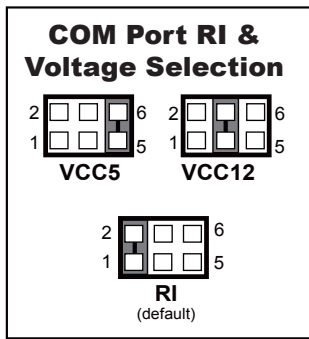 COM Port RI &
Voltage Selection
2 6 2 6
1 5 1 5
VCC5 VCC12
2 6
1 5
RI
(default)